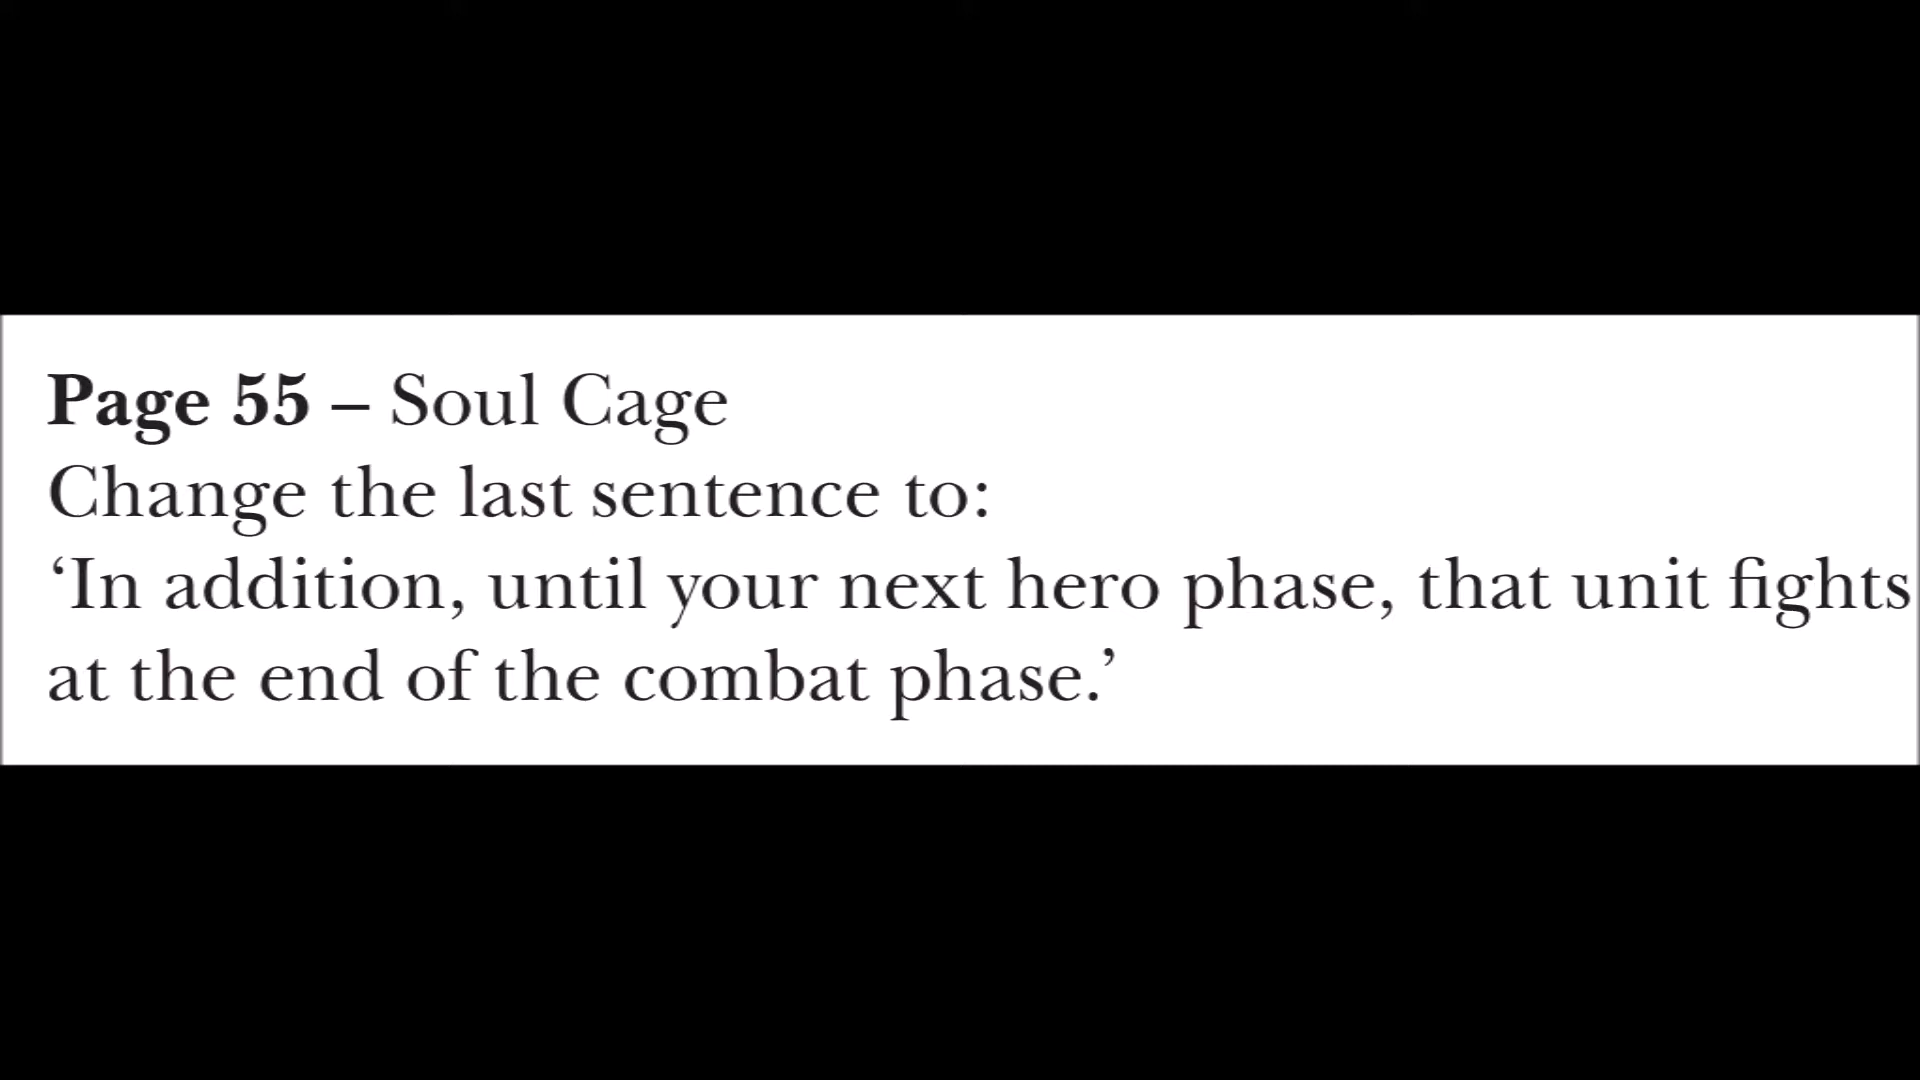 Page 55 – Soul Cage
Change the last sentence to:
‘In addition, until your next hero phase, that unit fights
at the end of the combat phase.’